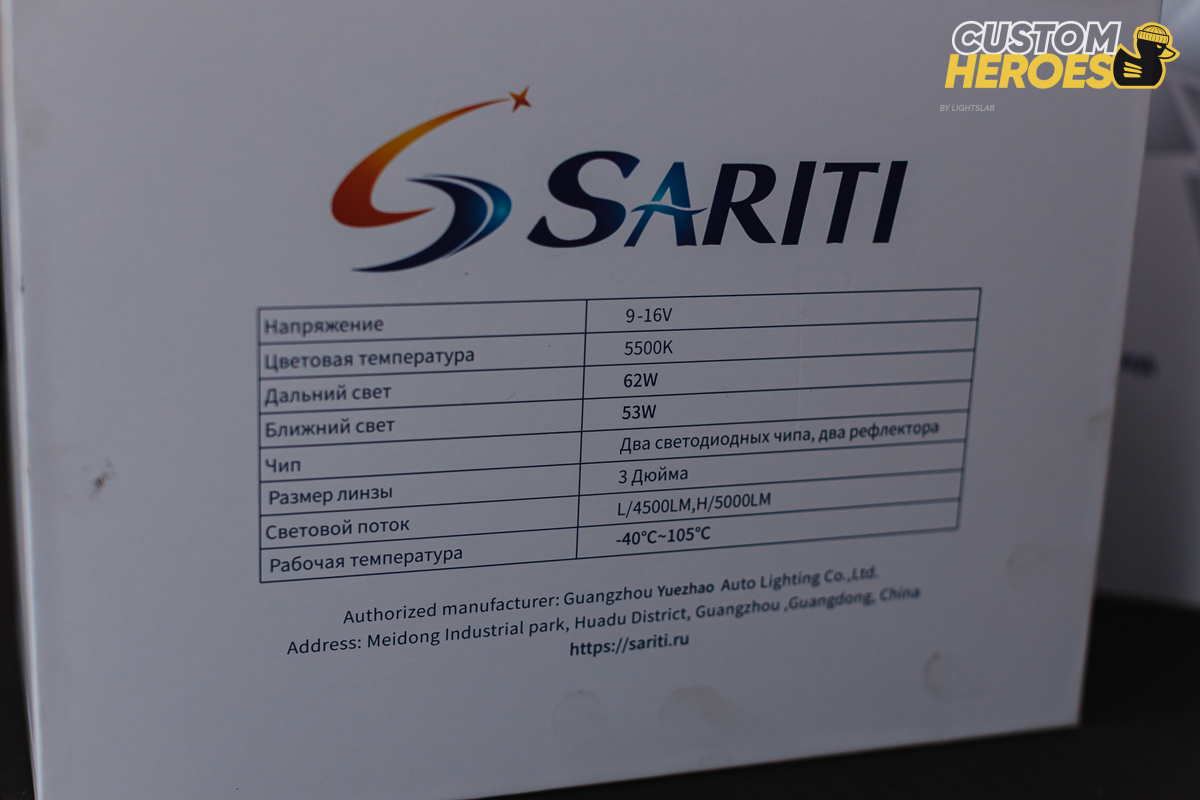 CUSTOM
HEROES
BY LIGHTSLAB
SARITI
Напряжение 9-16V
Цветовая температура 5500K
Дальний свет 62W
Ближний свет 53W
Чип Два светодиодных чипа, два рефлектора
Размер линзы 3 Дюйма
Световой поток L/4500LM,H/5000LM
Рабочая температура -40°C~105°C
Authorized manufacturer: Guangzhou Yuezhao Auto Lighting Co.,Ltd.
Address: Meidong Industrial park, Huadu District, Guangzhou ,Guangdong, China
https://sariti.ru